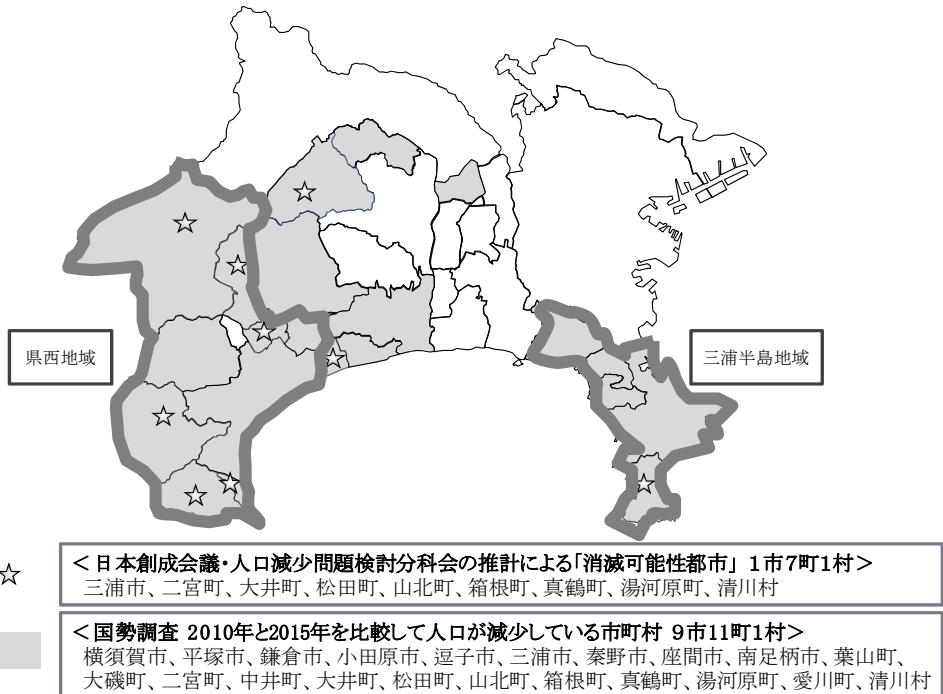 県西地域
三浦半島地域
☆
＜日本創成会議・人口減少問題検討分科会の推計による「消滅可能性都市」 1市7町1村＞
三浦市、二宮町、大井町、松田町、山北町、箱根町、真鶴町、湯河原町、清川村
＜国勢調査 2010年と2015年を比較して人口が減少している市町村 9市11町1村＞
横須賀市、平塚市、鎌倉市、小田原市、逗子市、三浦市、秦野市、座間市、南足柄市、葉山町、
大磯町、二宮町、中井町、大井町、松田町、山北町、箱根町、真鶴町、湯河原町、愛川町、清川村